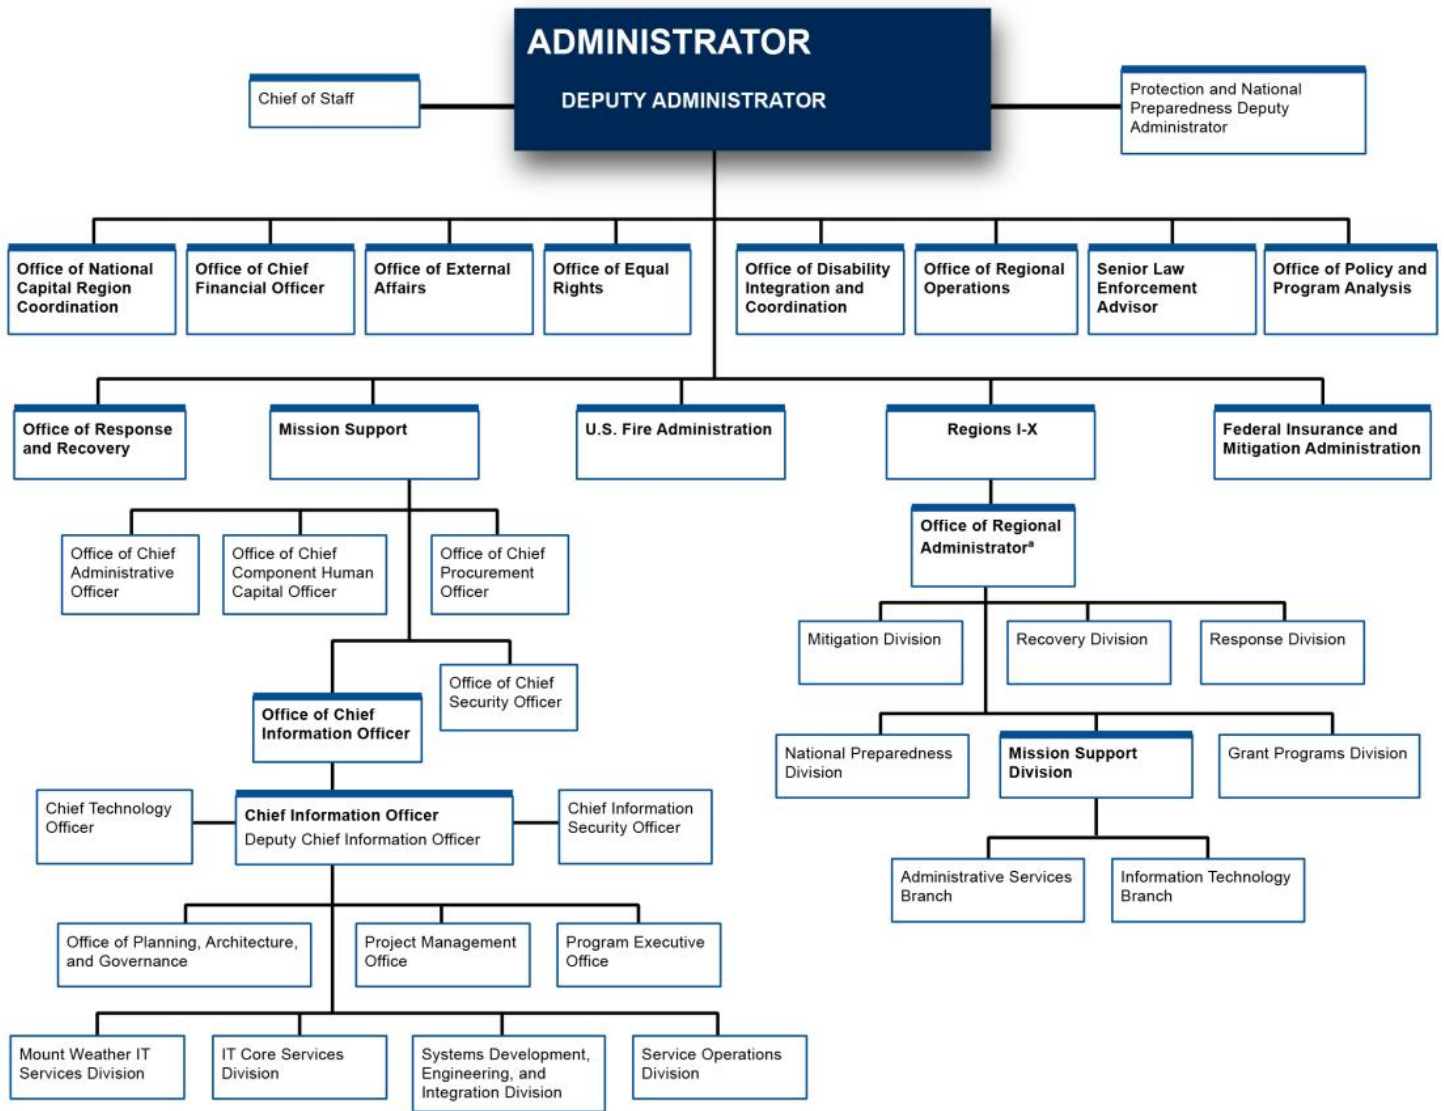 ADMINISTRATOR
DEPUTY ADMINISTRATOR
Chief of Staff
Protection and National
Preparedness Deputy
Administrator
Office of National
Capital Region
Coordination
Office of Chief
Financial Officer
Office of External
Affairs
Office of Equal
Rights
Office of Disability
Integration and
Coordination
Office of Regional
Operations
Senior Law
Enforcement
Advisor
Office of Policy and
Program Analysis
Office of Response
and Recovery
Mission Support
U.S. Fire Administration
Regions I-X
Federal Insurance and
Mitigation Administration
Office of Chief
Administrative
Officer
Office of Chief
Component Human
Capital Officer
Office of Chief
Procurement
Officer
Office of Chief
Security Officer
Office of Chief
Information Officer
Chief Technology
Officer
Chief Information Officer
Deputy Chief Information Officer
Chief Information
Security Officer
Office of Planning, Architecture,
and Governance
Project Management
Office
Program Executive
Office
Mount Weather IT
Services Division
IT Core Services
Division
Systems Development,
Engineering, and
Integration Division
Service Operations
Division
Office of Regional
Administratorᵃ
Mitigation Division
Recovery Division
Response Division
National Preparedness
Division
Mission Support
Division
Grant Programs Division
Administrative Services
Branch
Information Technology
Branch